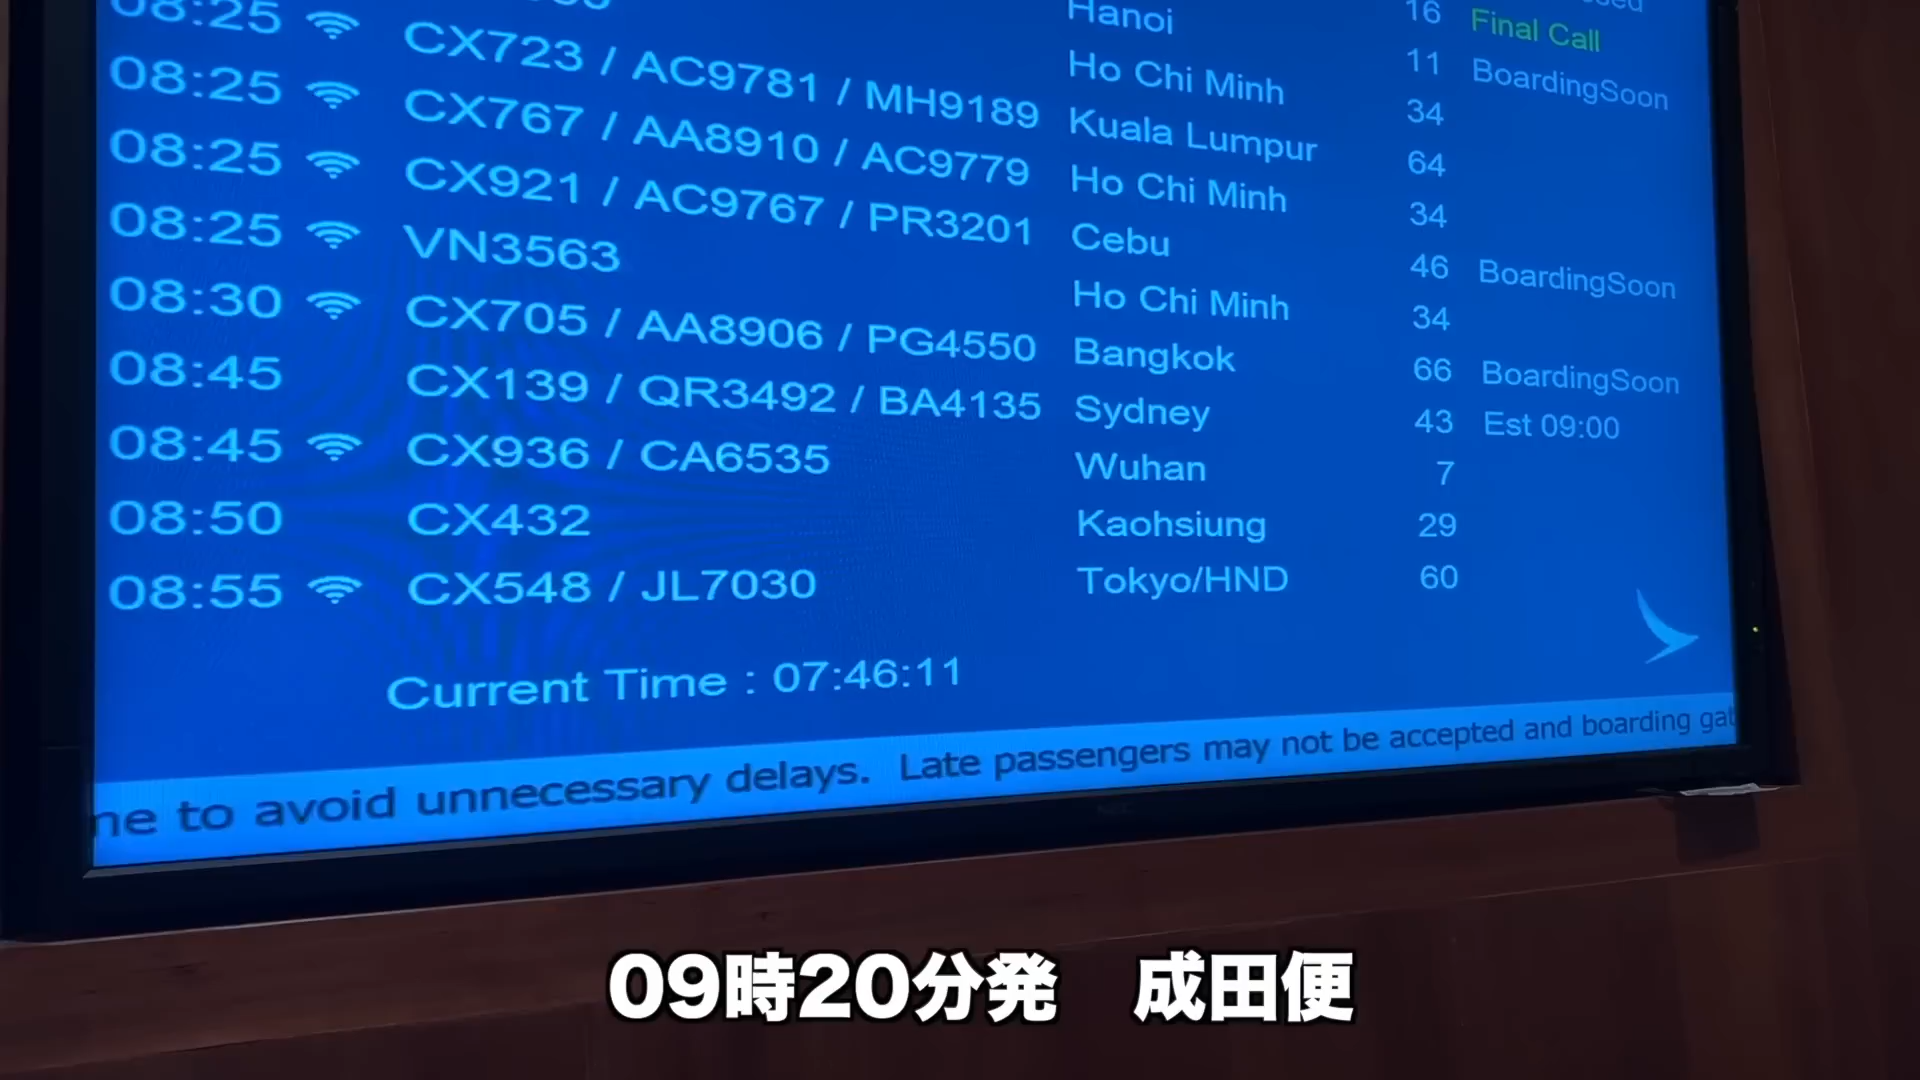 16 Final Call
Hanoi 11 BoardingSoon
Ho Chi Minh 34
08:25 CX723 / AC9781 / MH9189 Kuala Lumpur 64
08:25 CX767 / AA8910 / AC9779 Ho Chi Minh 34
08:25 CX921 / AC9767 / PR3201 Cebu 46 BoardingSoon
08:25 VN3563 Ho Chi Minh 34
08:30 CX705 / AA8906 / PG4550 Bangkok 66 BoardingSoon
08:45 CX139 / QR3492 / BA4135 Sydney 43 Est 09:00
08:45 CX936 / CA6535 Wuhan 7
08:50 CX432 Kaohsiung 29
08:55 CX548 / JL7030 Tokyo/HND 60
Current Time : 07:46:11
to avoid unnecessary delays. Late passengers may not be accepted and boarding
09時20分発　成田便